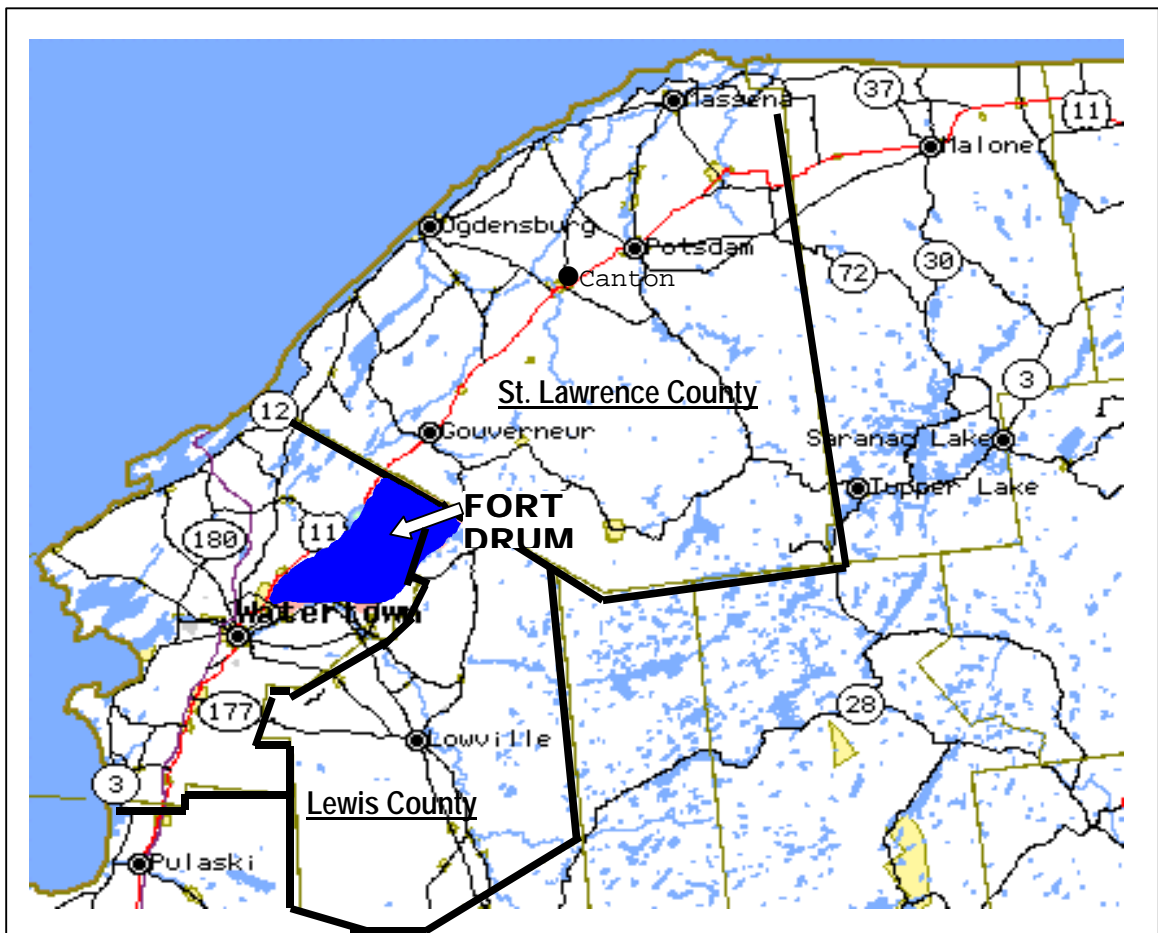 Massena
37
11
Malone
Ogdensburg
Potsdam
Canton
72
30
St. Lawrence County
3
12
Gouverneur
Saranac Lake
Tupper Lake
FORT
DRUM
11
180
Watertown
177
28
Lowville
3
Lewis County
Pulaski